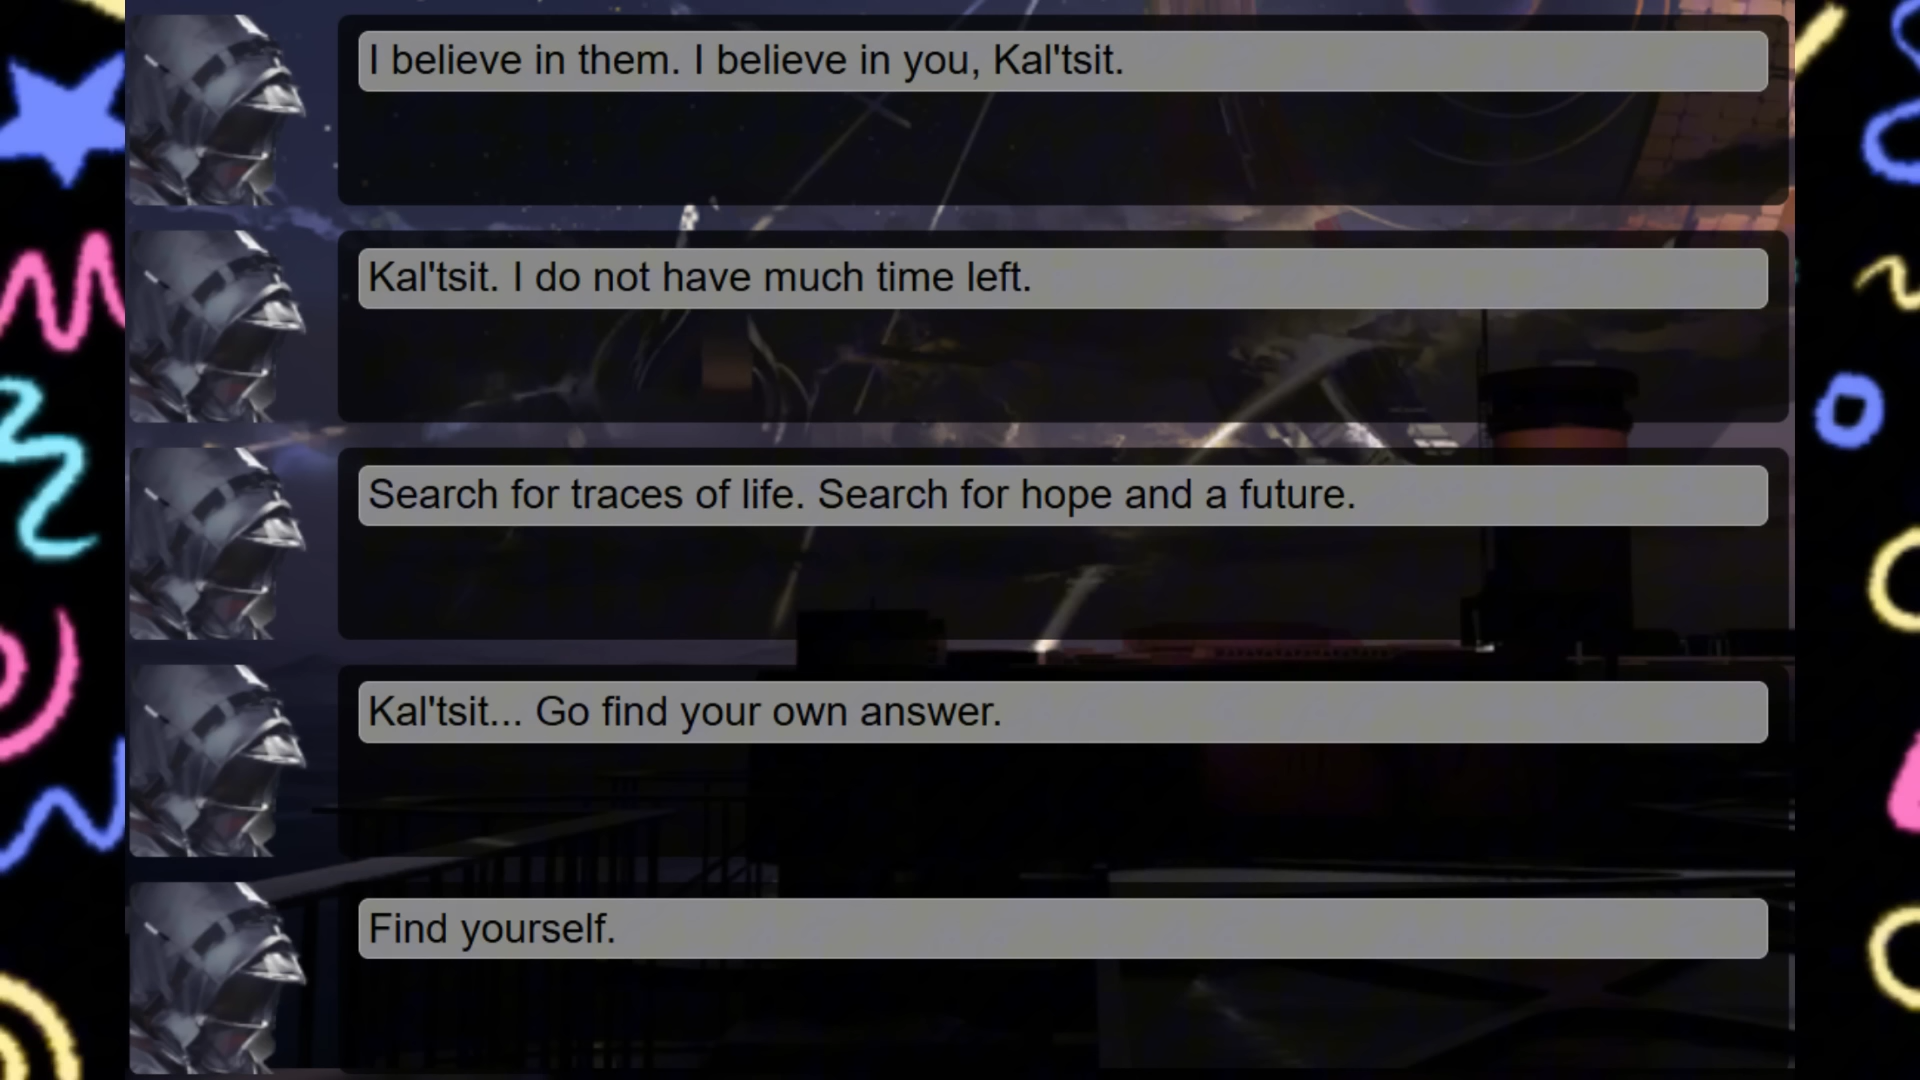 I believe in them. I believe in you, Kal'tsit.
Kal'tsit. I do not have much time left.
Search for traces of life. Search for hope and a future.
Kal'tsit... Go find your own answer.
Find yourself.